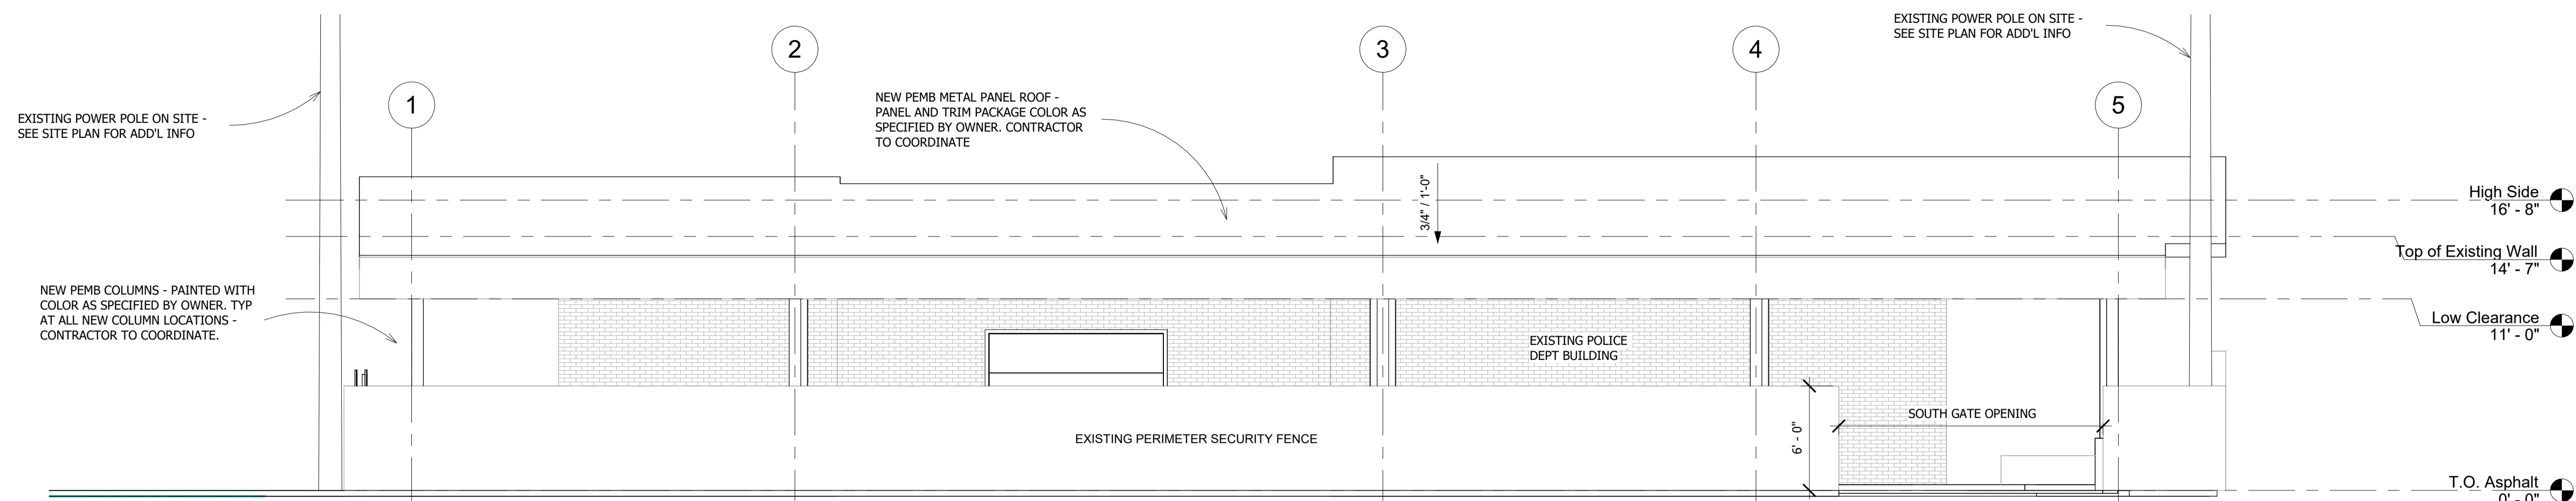 EXISTING POWER POLE ON SITE -
SEE SITE PLAN FOR ADD'L INFO
1
2
NEW PEMB METAL PANEL ROOF -
PANEL AND TRIM PACKAGE COLOR AS
SPECIFIED BY OWNER. CONTRACTOR
TO COORDINATE
3
4
EXISTING POWER POLE ON SITE -
SEE SITE PLAN FOR ADD'L INFO
5
3/4" / 1'-0"
High Side
16' - 8"
Top of Existing Wall
14' - 7"
Low Clearance
11' - 0"
NEW PEMB COLUMNS - PAINTED WITH
COLOR AS SPECIFIED BY OWNER. TYP
AT ALL NEW COLUMN LOCATIONS -
CONTRACTOR TO COORDINATE.
EXISTING POLICE
DEPT BUILDING
SOUTH GATE OPENING
6' - 0"
EXISTING PERIMETER SECURITY FENCE
T.O. Asphalt
0' - 0"